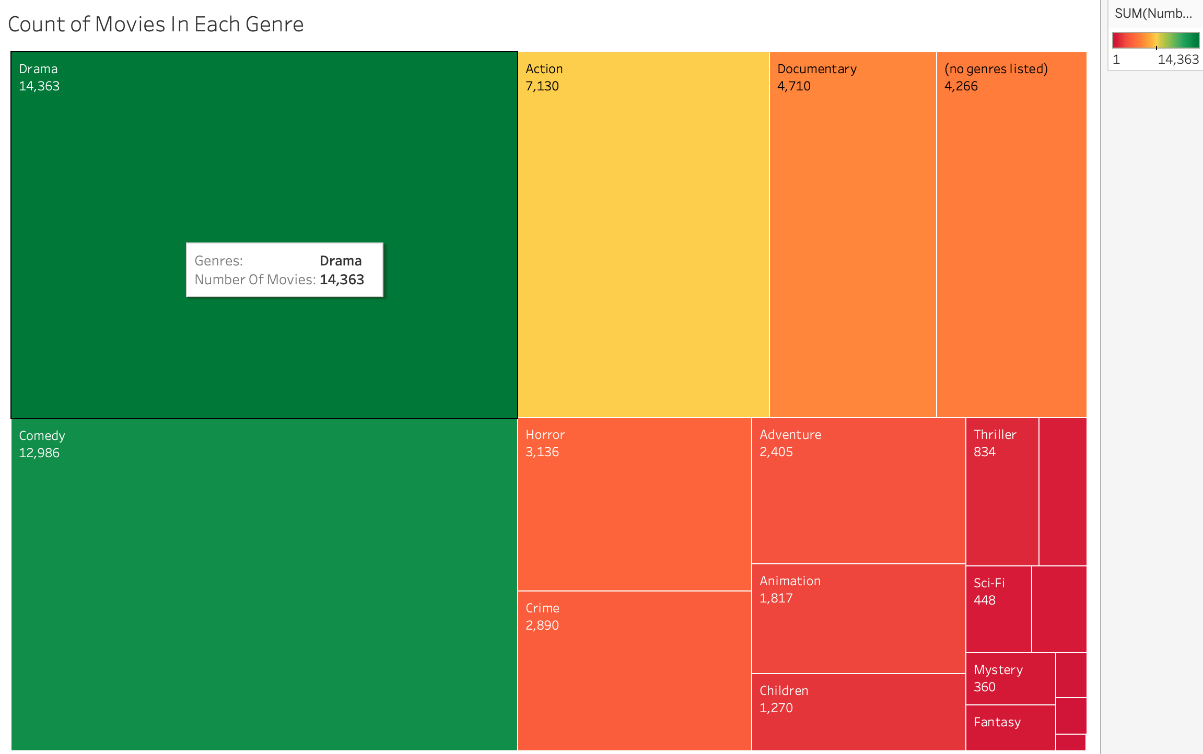 Count of Movies In Each Genre
SUM(Numb...
1 14,363
Drama
14,363
Action
7,130
Documentary
4,710
(no genres listed)
4,266
Genres: Drama
Number Of Movies: 14,363
Comedy
12,986
Horror
3,136
Adventure
2,405
Thriller
834
Animation
1,817
Sci-Fi
448
Crime
2,890
Mystery
360
Children
1,270
Fantasy